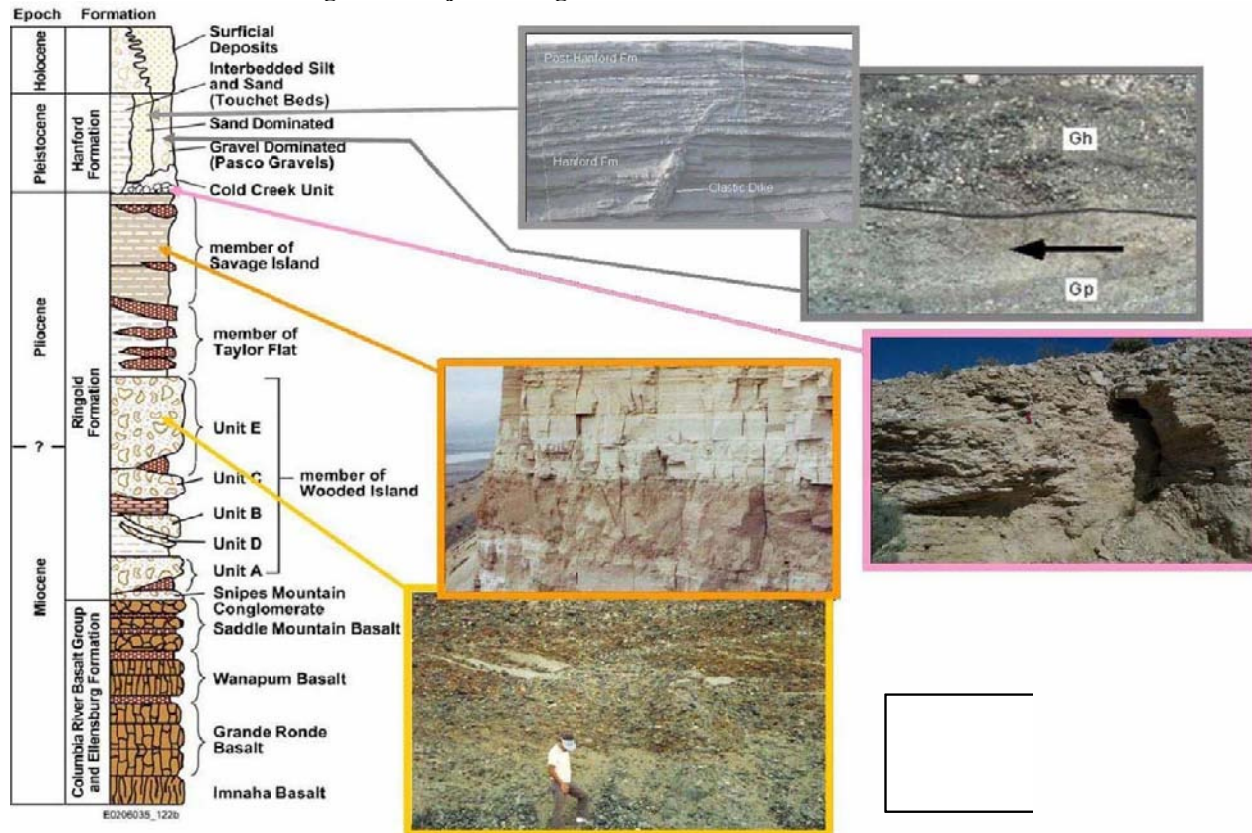 Epoch Formation
Holocene
Pleistocene
Pliocene
?
Miocene
Hanford
Formation
Ringold
Formation
Columbia River Basalt Group
and Ellensburg Formation
Surficial
Deposits
Interbedded Silt
and Sand
(Touchet Beds)
Sand Dominated
Gravel Dominated
(Pasco Gravels)
Cold Creek Unit
member of
Savage Island
member of
Taylor Flat
Unit E
Unit C
Unit B
Unit D
Unit A
member of
Wooded Island
Snipes Mountain
Conglomerate
Saddle Mountain Basalt
Wanapum Basalt
Grande Ronde
Basalt
Imnaha Basalt
E0206035_122b
Post-Hanford Fm
Hanford Fm
Clastic Dike
Gh
Gp